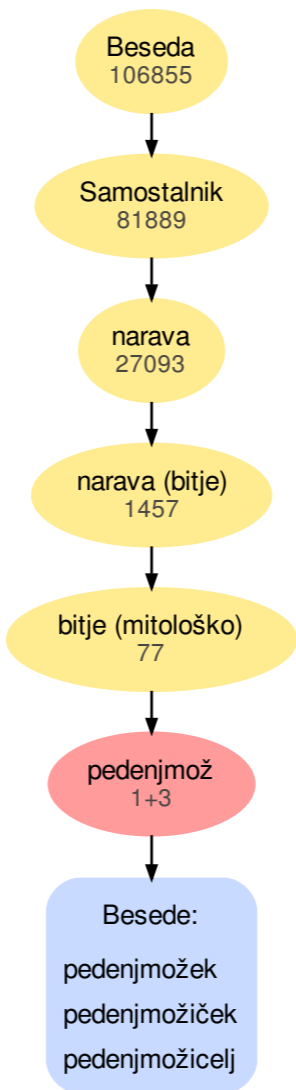 Beseda
106855
Samostalnik
81889
narava
27093
narava (bitje)
1457
bitje (mitološko)
77
pedenjmož
1+3
Besede:
pedenjmožek
pedenjmožiček
pedenjmožicelj